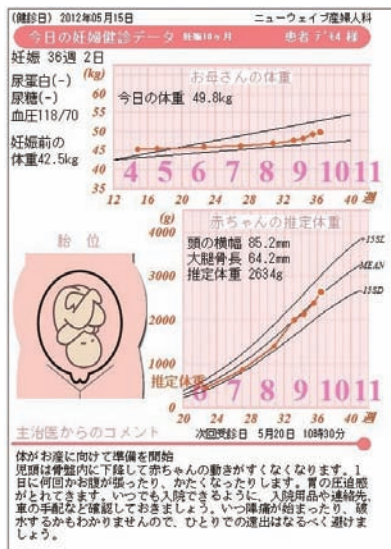 (健診日) 2012年05月15日 ニューウェイブ産婦人科
今日の妊婦健診データ 妊娠10ヶ月 患者 デモ4 様
妊娠 36週 2日
尿蛋白(-)
尿糖(-)
血圧118/70
妊娠前の
体重42.5kg
(kg) お母さんの体重
今日の体重 49.8kg
65
60
55
50
45
40
35
4 5 6 7 8 9 10 11
12 16 20 24 28 32 36 40 週
胎 位
(g) 赤ちゃんの推定体重
頭の横幅 85.2mm
大腿骨長 64.2mm
推定体重 2634g
4000
3000
2000
1000
0
推定体重
MEAN
6 7 8 9 10 11
20 24 28 32 36 40 週
主治医からのコメント 次回受診日 5月20日 10時30分
体がお産に向けて準備を開始
児頭は骨盤内に下降して赤ちゃんの動きがすくなくなります。1
日に何回かお腹が張ったり、かたくなったりします。胃の圧迫感
がとれてきます。いつでも入院できるように、入院用品や連絡先、
車の手配など確認しておきましょう。いつ陣痛が始まったり、破
水するかもわかりませんので、ひとりでの遠出はなるべく避けま
しょう。